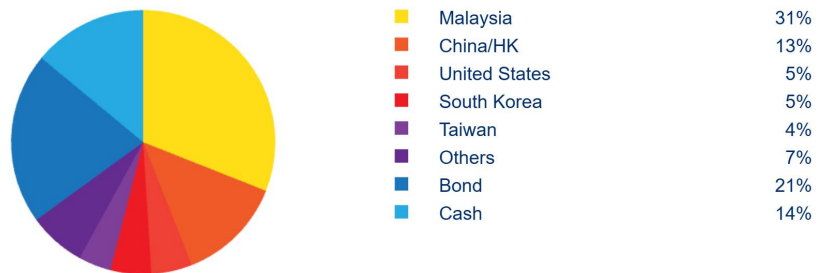 Malaysia 31%
China/HK 13%
United States 5%
South Korea 5%
Taiwan 4%
Others 7%
Bond 21%
Cash 14%